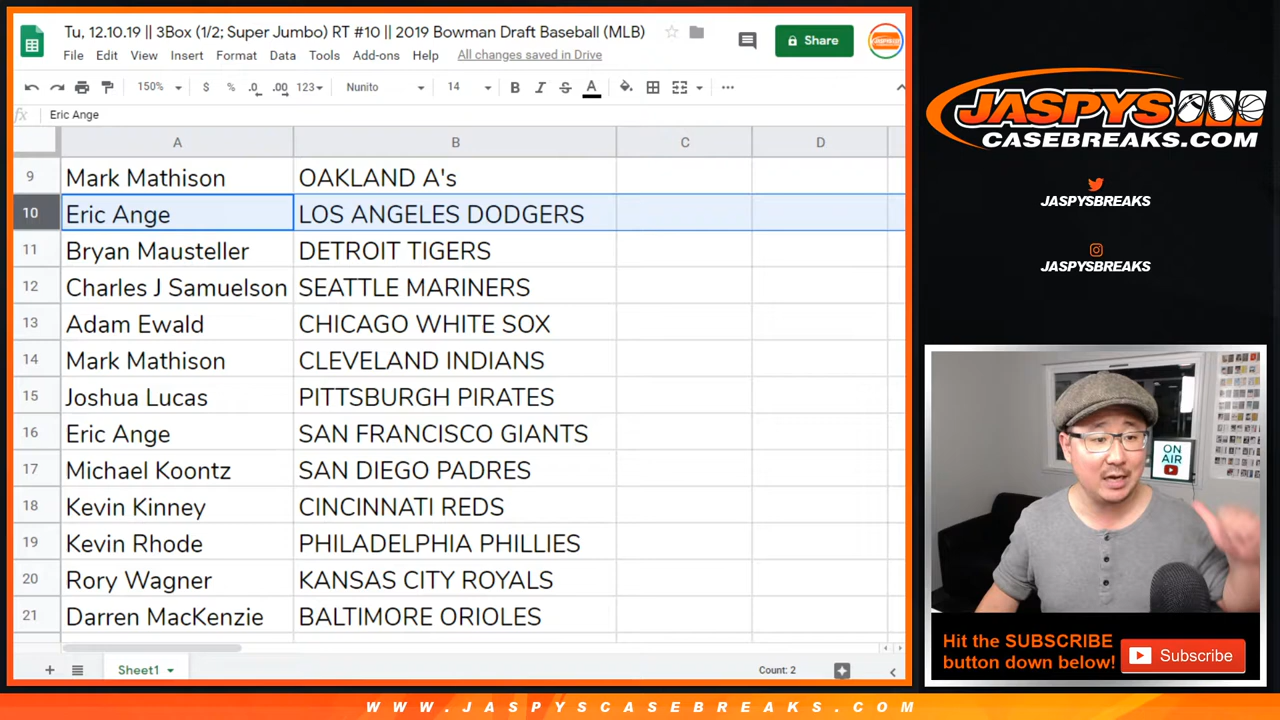 Tu, 12.10.19 || 3Box (1/2; Super Jumbo) RT #10 || 2019 Bowman Draft Baseball (MLB)
File Edit View Insert Format Data Tools Add-ons Help All changes saved in Drive
Share
150% $ % .0 .00 123 Nunito 14 B I S A
fx Eric Ange
A B C D
9 Mark Mathison OAKLAND A's
10 Eric Ange LOS ANGELES DODGERS
11 Bryan Mausteller DETROIT TIGERS
12 Charles J Samuelson SEATTLE MARINERS
13 Adam Ewald CHICAGO WHITE SOX
14 Mark Mathison CLEVELAND INDIANS
15 Joshua Lucas PITTSBURGH PIRATES
16 Eric Ange SAN FRANCISCO GIANTS
17 Michael Koontz SAN DIEGO PADRES
18 Kevin Kinney CINCINNATI REDS
19 Kevin Rhode PHILADELPHIA PHILLIES
20 Rory Wagner KANSAS CITY ROYALS
21 Darren MacKenzie BALTIMORE ORIOLES
Sheet1 Count: 2
JASPYS
CASEBREAKS.COM
JASPYSBREAKS
JASPYSBREAKS
ON
AIR
Hit the SUBSCRIBE
button down below!
Subscribe
WWW.JASPYSCASEBREAKS.COM